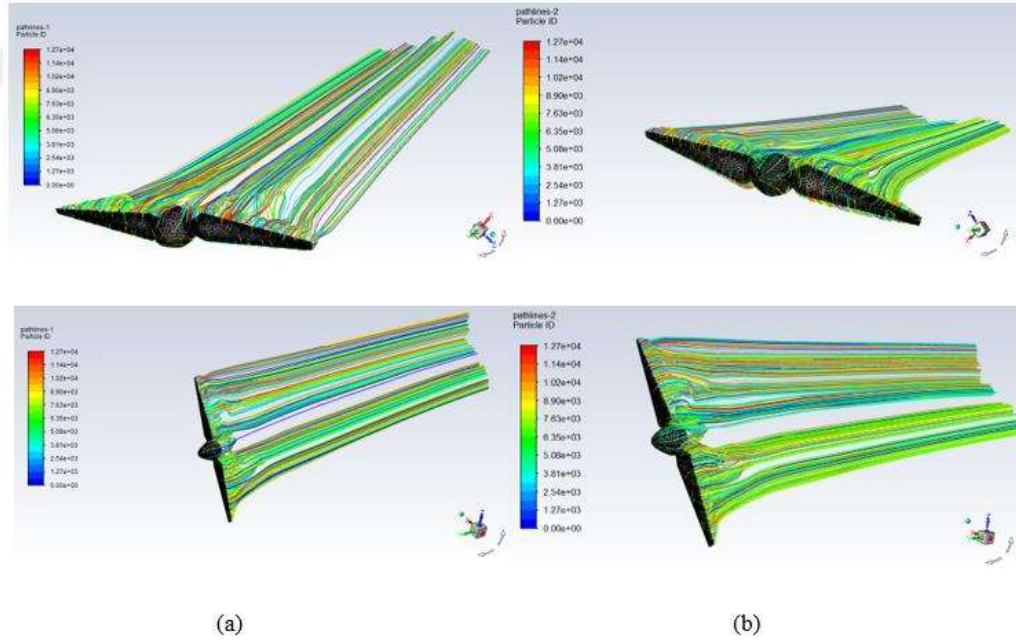 pathlines-1
Particle ID
1.27e+04
1.14e+04
1.02e+04
8.90e+03
7.63e+03
6.35e+03
5.08e+03
3.81e+03
2.54e+03
1.27e+03
0.00e+00
pathlines-2
Particle ID
1.27e+04
1.14e+04
1.02e+04
8.90e+03
7.63e+03
6.35e+03
5.08e+03
3.81e+03
2.54e+03
1.27e+03
0.00e+00
pathlines-1
Particle ID
1.27e+04
1.14e+04
1.02e+04
8.90e+03
7.63e+03
6.35e+03
5.08e+03
3.81e+03
2.54e+03
1.27e+03
0.00e+00
pathlines-2
Particle ID
1.27e+04
1.14e+04
1.02e+04
8.90e+03
7.63e+03
6.35e+03
5.08e+03
3.81e+03
2.54e+03
1.27e+03
0.00e+00
(a)
(b)